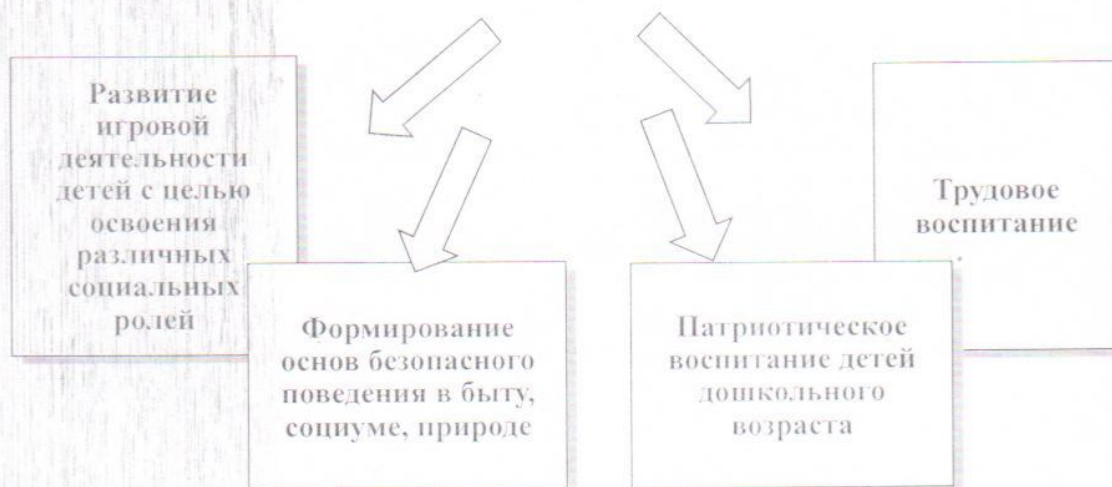 Развитие
игровой
деятельности
детей с целью
освоения
различных
социальных
ролей
Формирование
основ безопасного
поведения в быту,
социуме, природе
Патриотическое
воспитание детей
дошкольного
возраста
Трудовое
воспитание